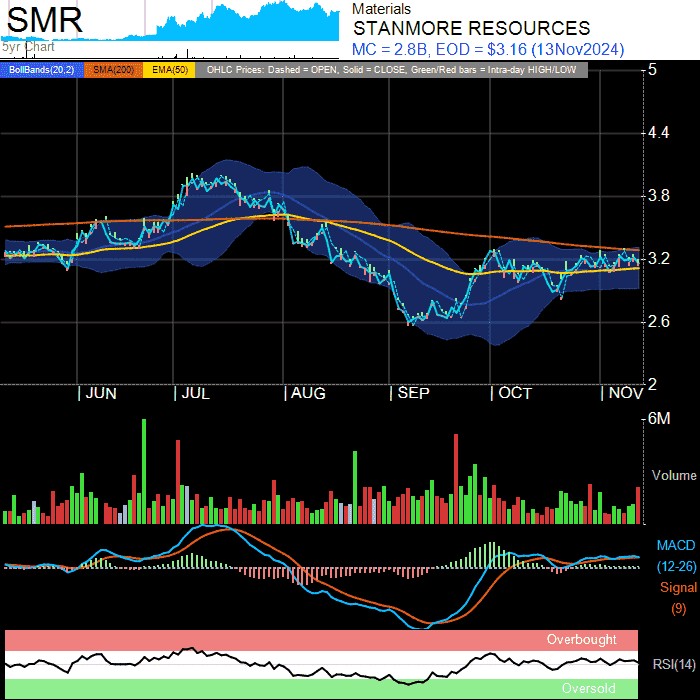 SMR
5yr Chart
Materials
STANMORE RESOURCES
MC = 2.8B, EOD = $3.16 (13Nov2024)
BollBands(20,2) SMA(200) EMA(50) OHLC Prices: Dashed = OPEN, Solid = CLOSE, Green/Red bars = Intra-day HIGH/LOW
5
4.4
3.8
3.2
2.6
2
JUN JUL AUG SEP OCT NOV
6M
Volume
MACD
(12-26)
Signal
(9)
Overbought
RSI(14)
Oversold